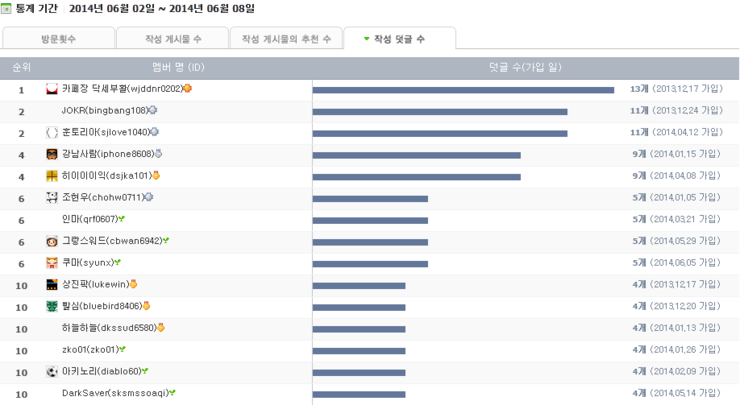 통계 기간 2014년 06월 02일 ~ 2014년 06월 08일
방문횟수 작성 게시물 수 작성 게시물의 추천 수 작성 덧글 수
순위 멤버 명 (ID) 덧글 수(가입 일)
1 카페장 닥세부활(wjddnr0202) 13개 (2013,12,17 가입)
2 JOKR(bingbang108) 11개 (2013,12,24 가입)
2 훈토리아(sjlove1040) 11개 (2014,04,12 가입)
4 강남사람(iphone8608) 9개 (2014,01,15 가입)
4 히이이이익(dsjka101) 9개 (2014,04,08 가입)
6 조현우(chohw0711) 5개 (2014,01,05 가입)
6 인마(qrf0607) 5개 (2014,03,21 가입)
6 그렇스워드(cbwan6942) 5개 (2014,05,29 가입)
6 쿠마(syunx) 5개 (2014,06,05 가입)
10 상진팍(lukewin) 4개 (2013,12,17 가입)
10 팔심(bluebird8406) 4개 (2013,12,20 가입)
10 하늘하늘(dkssud6580) 4개 (2014,01,13 가입)
10 zko01(zko01) 4개 (2014,01,26 가입)
10 아키노리(diablo60) 4개 (2014,02,09 가입)
10 DarkSaver(sksmssoaqi) 4개 (2014,05,14 가입)